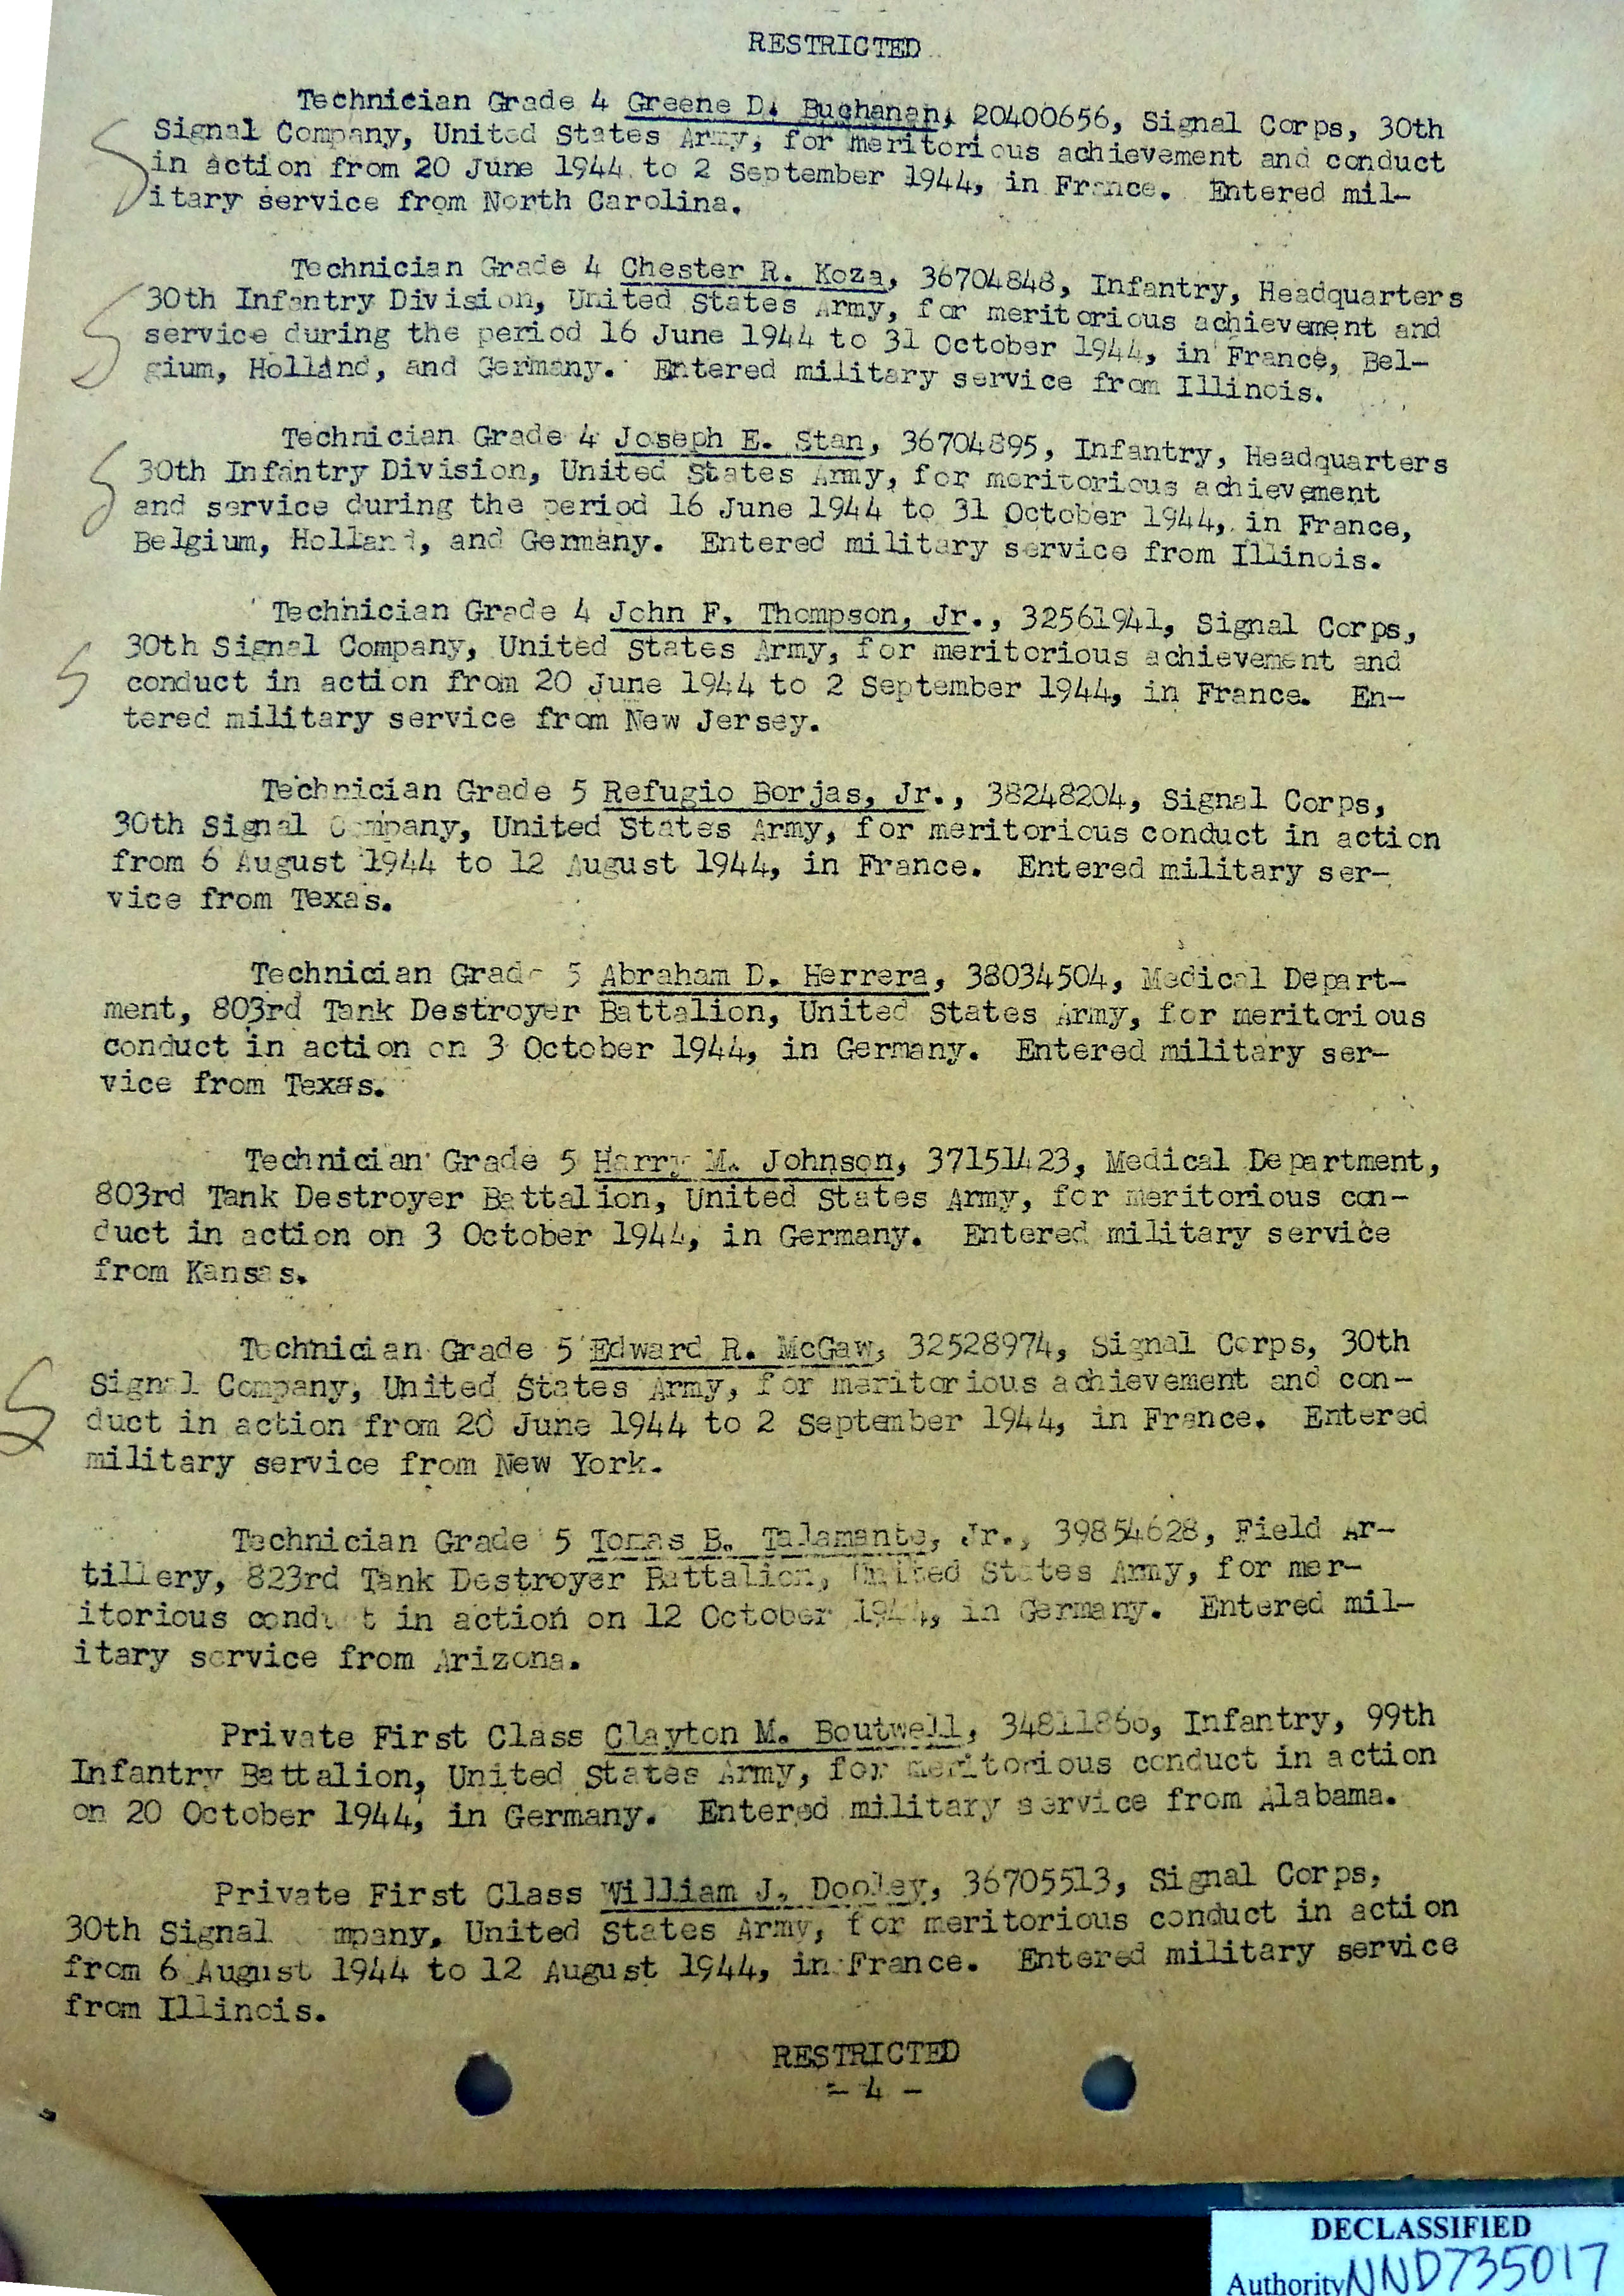 RESTRICTED
Technician Grade 4 Greene D. Buchanan, 20400656, Signal Corps, 30th
Signal Company, United States Army, for meritorious achievement and conduct
in action from 20 June 1944 to 2 September 1944, in France. Entered mil-
itary service from North Carolina.
Technician Grade 4 Chester R. Koza, 36704848, Infantry, Headquarters
30th Infantry Division, United States Army, for meritorious achievement and
service during the period 16 June 1944 to 31 October 1944, in France, Bel-
gium, Holland, and Germany. Entered military service from Illinois.
Technician Grade 4 Joseph E. Stan, 36704895, Infantry, Headquarters
30th Infantry Division, United States Army, for meritorious achievement
and service during the period 16 June 1944 to 31 October 1944, in France,
Belgium, Holland, and Germany. Entered military service from Illinois.
Technician Grade 4 John F. Thompson, Jr., 32561941, Signal Corps,
30th Signal Company, United States Army, for meritorious achievement and
conduct in action from 20 June 1944 to 2 September 1944, in France. En-
tered military service from New Jersey.
Technician Grade 5 Refugio Borjas, Jr., 38248204, Signal Corps,
30th Signal Company, United States Army, for meritorious conduct in action
from 6 August 1944 to 12 August 1944, in France. Entered military ser-
vice from Texas.
Technician Grade 5 Abraham D. Herrera, 38034504, Medical Depart-
ment, 803rd Tank Destroyer Battalion, United States Army, for meritorious
conduct in action on 3 October 1944, in Germany. Entered military ser-
vice from Texas.
Technician Grade 5 Harry M. Johnson, 37151423, Medical Department,
803rd Tank Destroyer Battalion, United States Army, for meritorious con-
duct in action on 3 October 1944, in Germany. Entered military service
from Kansas.
Technician Grade 5 Edward R. McGaw, 32528974, Signal Corps, 30th
Signal Company, United States Army, for meritorious achievement and con-
duct in action from 20 June 1944 to 2 September 1944, in France. Entered
military service from New York.
Technician Grade 5 Tomas B. Talamante, Jr., 39854628, Field Ar-
tillery, 823rd Tank Destroyer Battalion, United States Army, for mer-
itorious conduct in action on 12 October 1944, in Germany. Entered mil-
itary service from Arizona.
Private First Class Clayton M. Boutwell, 34811860, Infantry, 99th
Infantry Battalion, United States Army, for meritorious conduct in action
on 20 October 1944, in Germany. Entered military service from Alabama.
Private First Class William J. Dooley, 36705513, Signal Corps,
30th Signal mpany, United States Army, for meritorious conduct in action
from 6 August 1944 to 12 August 1944, in France. Entered military service
from Illinois.
RESTRICTED
- 4 -
DECLASSIFIED
Authority NND735017